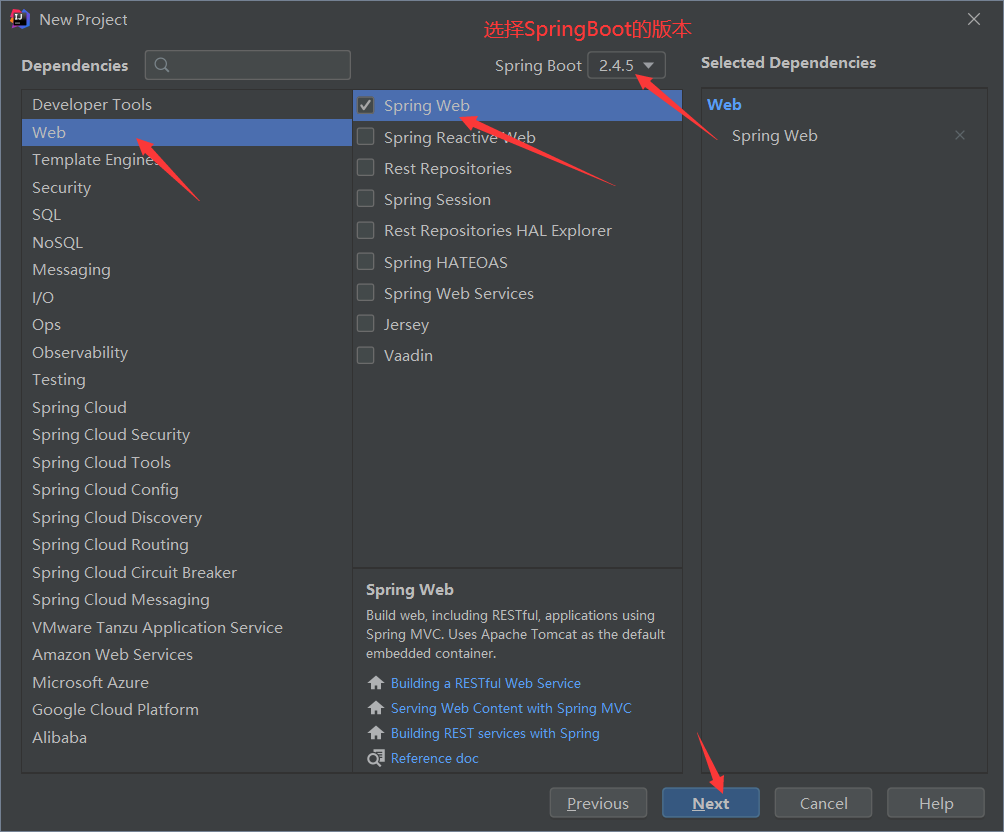 New Project
选择SpringBoot的版本
Dependencies
Spring Boot 2.4.5
Selected Dependencies
Developer Tools
Web
Template Engines
Security
SQL
NoSQL
Messaging
I/O
Ops
Observability
Testing
Spring Cloud
Spring Cloud Security
Spring Cloud Tools
Spring Cloud Config
Spring Cloud Discovery
Spring Cloud Routing
Spring Cloud Circuit Breaker
Spring Cloud Messaging
VMware Tanzu Application Service
Amazon Web Services
Microsoft Azure
Google Cloud Platform
Alibaba
Spring Web
Spring Reactive Web
Rest Repositories
Spring Session
Rest Repositories HAL Explorer
Spring HATEOAS
Spring Web Services
Jersey
Vaadin
Spring Web
Build web, including RESTful, applications using
Spring MVC. Uses Apache Tomcat as the default
embedded container.
Building a RESTful Web Service
Serving Web Content with Spring MVC
Building REST services with Spring
Reference doc
Web
Spring Web
Previous
Next
Cancel
Help